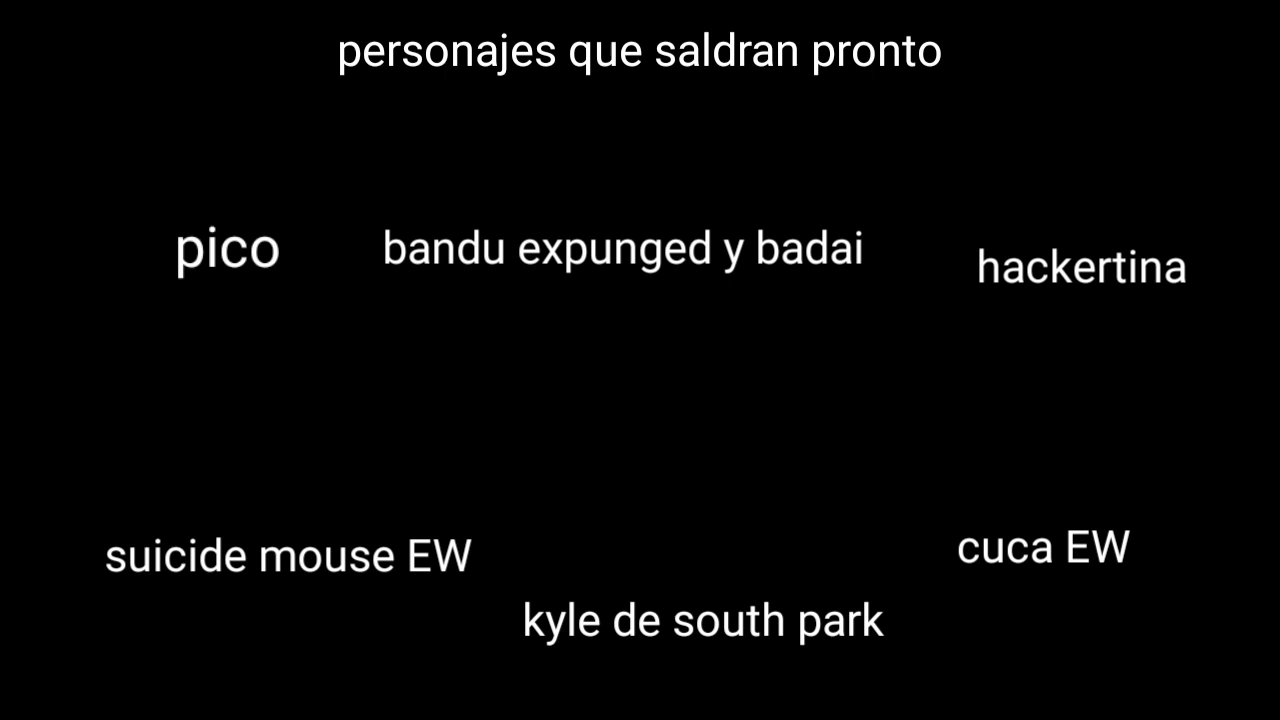 personajes que saldran pronto
pico
bandu expunged y badai
hackertina
suicide mouse EW
cuca EW
kyle de south park